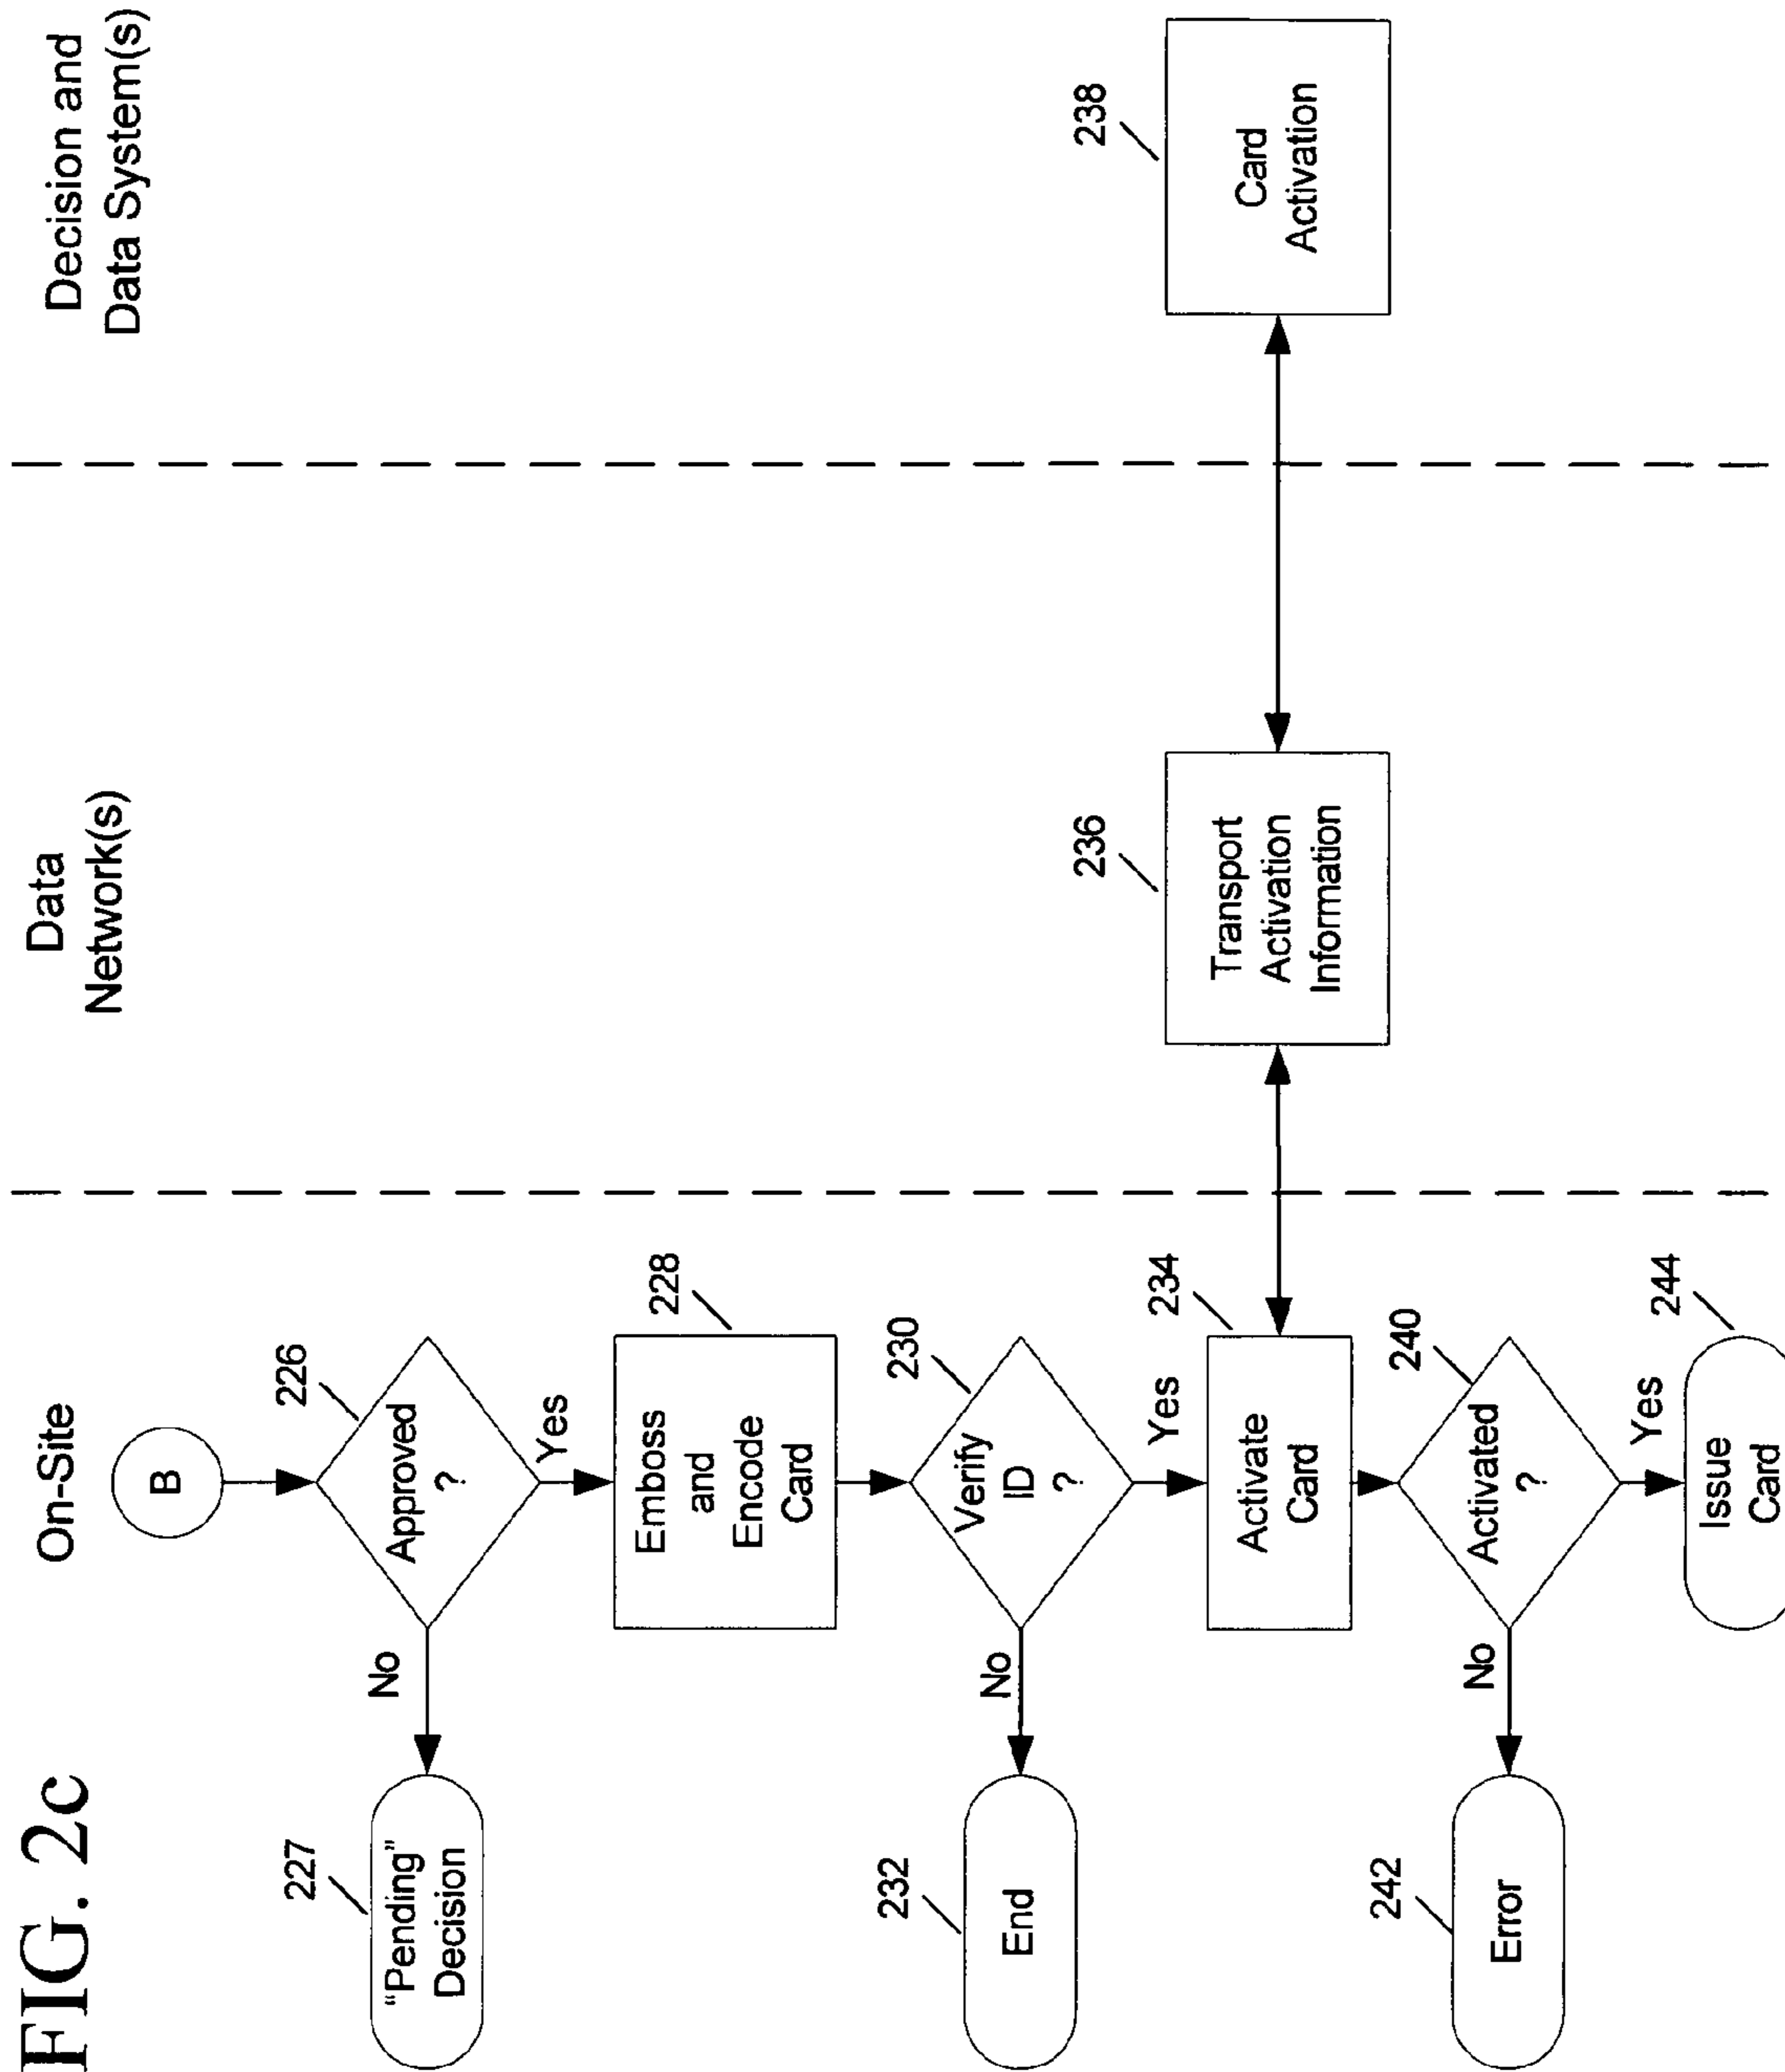 FIG. 2c
On-Site
Data
Network(s)
Decision and
Data System(s)
B
226
Approved
?
No
Yes
227
“Pending”
Decision
228
Emboss
and
Encode
Card
230
Verify
ID
?
No
Yes
232
End
234
Activate
Card
236
Transport
Activation
Information
238
Card
Activation
240
Activated
?
No
Yes
242
Error
244
Issue
Card